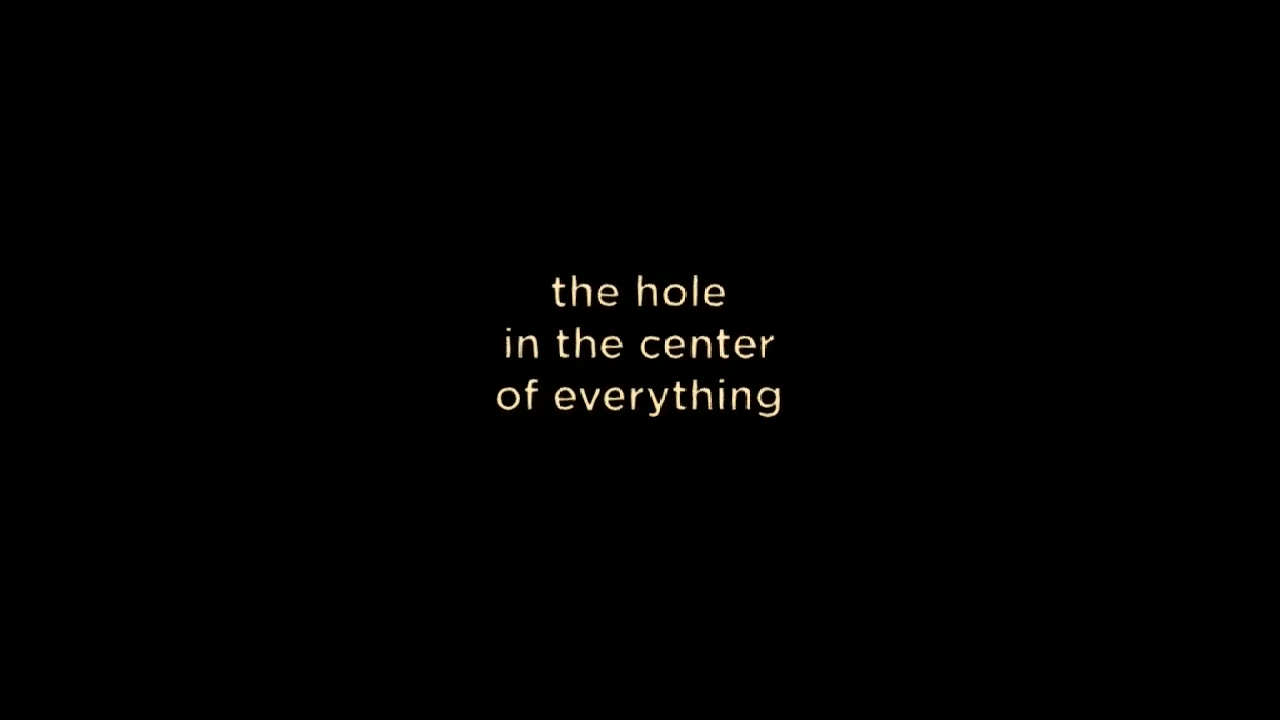 the hole
in the center
of everything